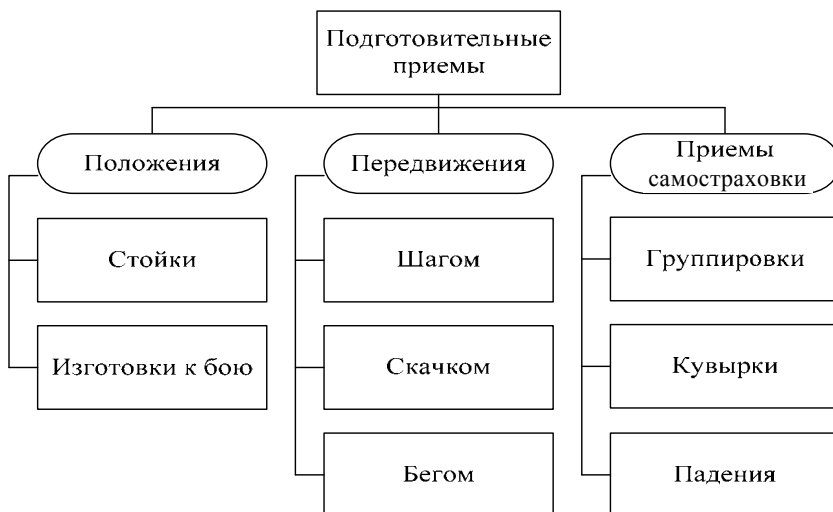 Подготовительные
приемы
Положения
Стойки
Изготовки к бою
Передвижения
Шагом
Скачком
Бегом
Приемы
самостраховки
Группировки
Кувырки
Падения